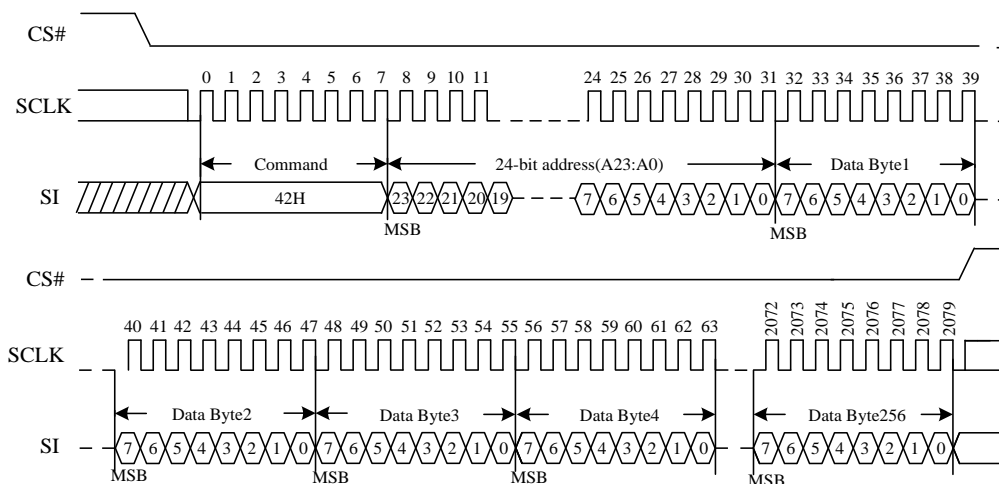 CS#
0 1 2 3 4 5 6 7 8 9 10 11 24 25 26 27 28 29 30 31 32 33 34 35 36 37 38 39
SCLK
Command 24-bit address(A23:A0) Data Byte1
SI 42H 23 22 21 20 19 7 6 5 4 3 2 1 0 7 6 5 4 3 2 1 0
MSB MSB
CS#
40 41 42 43 44 45 46 47 48 49 50 51 52 53 54 55 56 57 58 59 60 61 62 63 2072 2073 2074 2075 2076 2077 2078 2079
SCLK
Data Byte2 Data Byte3 Data Byte4 Data Byte256
SI 7 6 5 4 3 2 1 0 7 6 5 4 3 2 1 0 7 6 5 4 3 2 1 0 7 6 5 4 3 2 1 0
MSB MSB MSB MSB